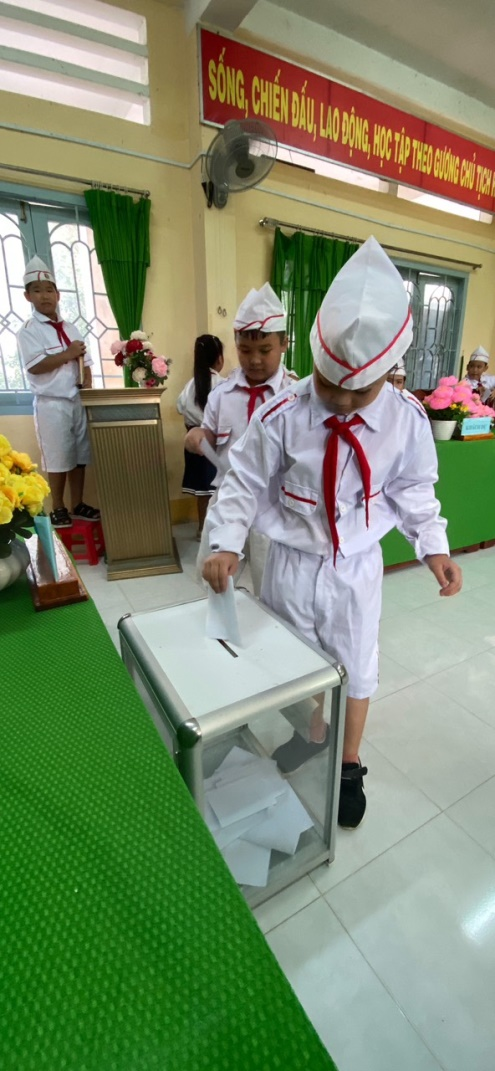 SỐNG, CHIẾN ĐẤU, LAO ĐỘNG, HỌC TẬP THEO GƯƠNG CHỦ TỊCH